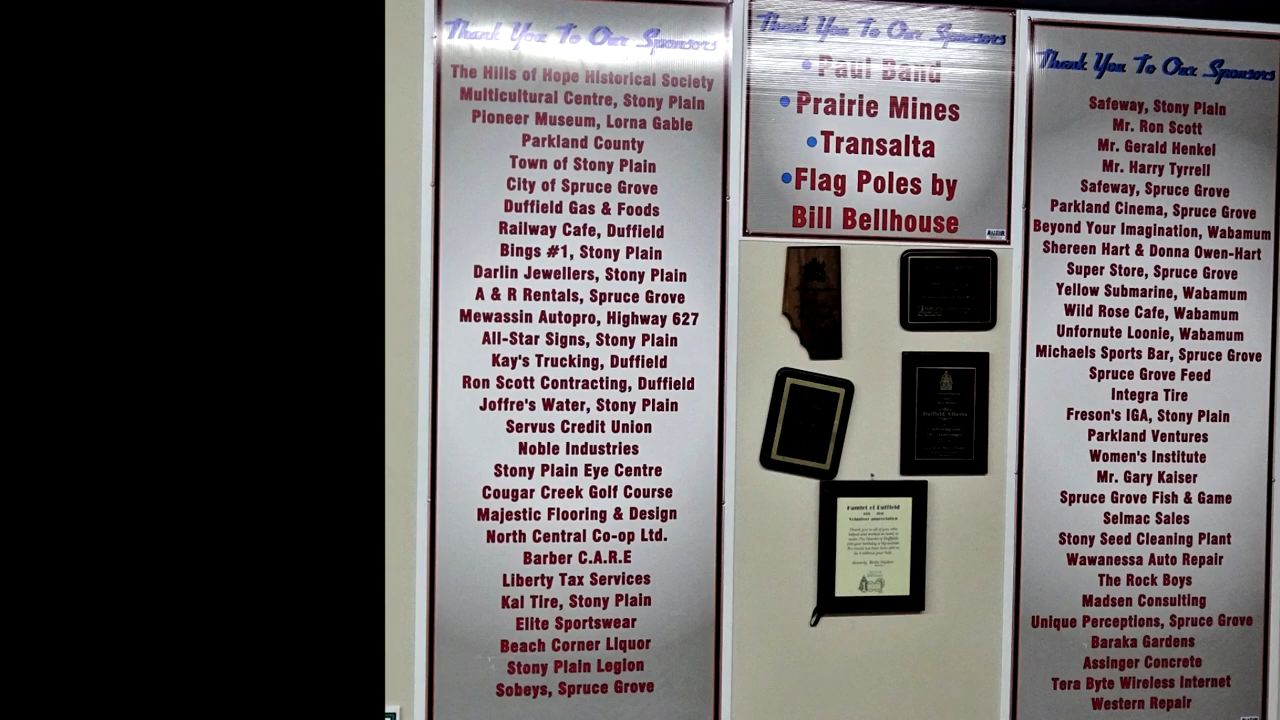 Thank You To Our Sponsors
The Hills of Hope Historical Society
Multicultural Centre, Stony Plain
Pioneer Museum, Lorna Gable
Parkland County
Town of Stony Plain
City of Spruce Grove
Duffield Gas & Foods
Railway Cafe, Duffield
Bings #1, Stony Plain
Darlin Jewellers, Stony Plain
A & R Rentals, Spruce Grove
Mewassin Autopro, Highway 627
All-Star Signs, Stony Plain
Kay's Trucking, Duffield
Ron Scott Contracting, Duffield
Joffre's Water, Stony Plain
Servus Credit Union
Noble Industries
Stony Plain Eye Centre
Cougar Creek Golf Course
Majestic Flooring & Design
North Central Co-op Ltd.
Barber C.A.R.E
Liberty Tax Services
Kal Tire, Stony Plain
Elite Sportswear
Beach Corner Liquor
Stony Plain Legion
Sobeys, Spruce Grove
Thank You To Our Sponsors
• Paul Band
• Prairie Mines
• Transalta
• Flag Poles by
Bill Bellhouse
Hamlet of Duffield
Volunteer Appreciation
Duffield Alberta
Thank You To Our Sponsors
Safeway, Stony Plain
Mr. Ron Scott
Mr. Gerald Henkel
Mr. Harry Tyrrell
Safeway, Spruce Grove
Parkland Cinema, Spruce Grove
Beyond Your Imagination, Wabamum
Shereen Hart & Donna Owen-Hart
Super Store, Spruce Grove
Yellow Submarine, Wabamum
Wild Rose Cafe, Wabamum
Unfornute Loonie, Wabamum
Michaels Sports Bar, Spruce Grove
Spruce Grove Feed
Integra Tire
Freson's IGA, Stony Plain
Parkland Ventures
Women's Institute
Mr. Gary Kaiser
Spruce Grove Fish & Game
Selmac Sales
Stony Seed Cleaning Plant
Wawanessa Auto Repair
The Rock Boys
Madsen Consulting
Unique Perceptions, Spruce Grove
Baraka Gardens
Assinger Concrete
Tera Byte Wireless Internet
Western Repair